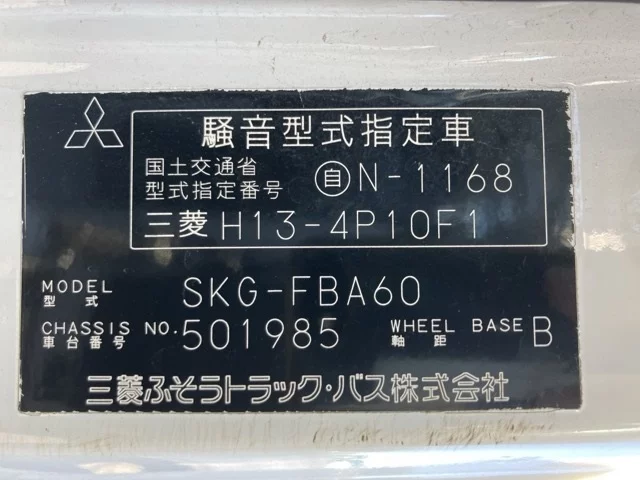 騒音型式指定車
国土交通省
型式指定番号 自N-1168
三菱 H13-4P10F1
MODEL
型式 SKG-FBA60
CHASSIS NO. 501985 WHEEL BASE B
車台番号 軸距
三菱ふそうトラック・バス株式会社